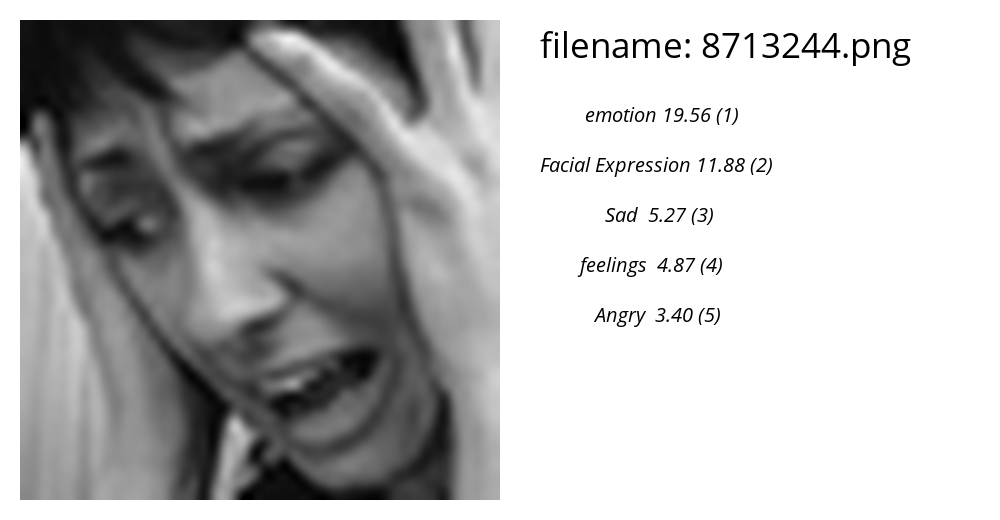 filename: 8713244.png
emotion 19.56 (1)
Facial Expression 11.88 (2)
Sad 5.27 (3)
feelings 4.87 (4)
Angry 3.40 (5)